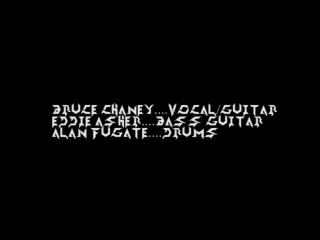 BRUCE CHANEY....VOCAL/GUITAR
EDDIE ASHER....BASS GUITAR
ALAN FUGATE....DRUMS